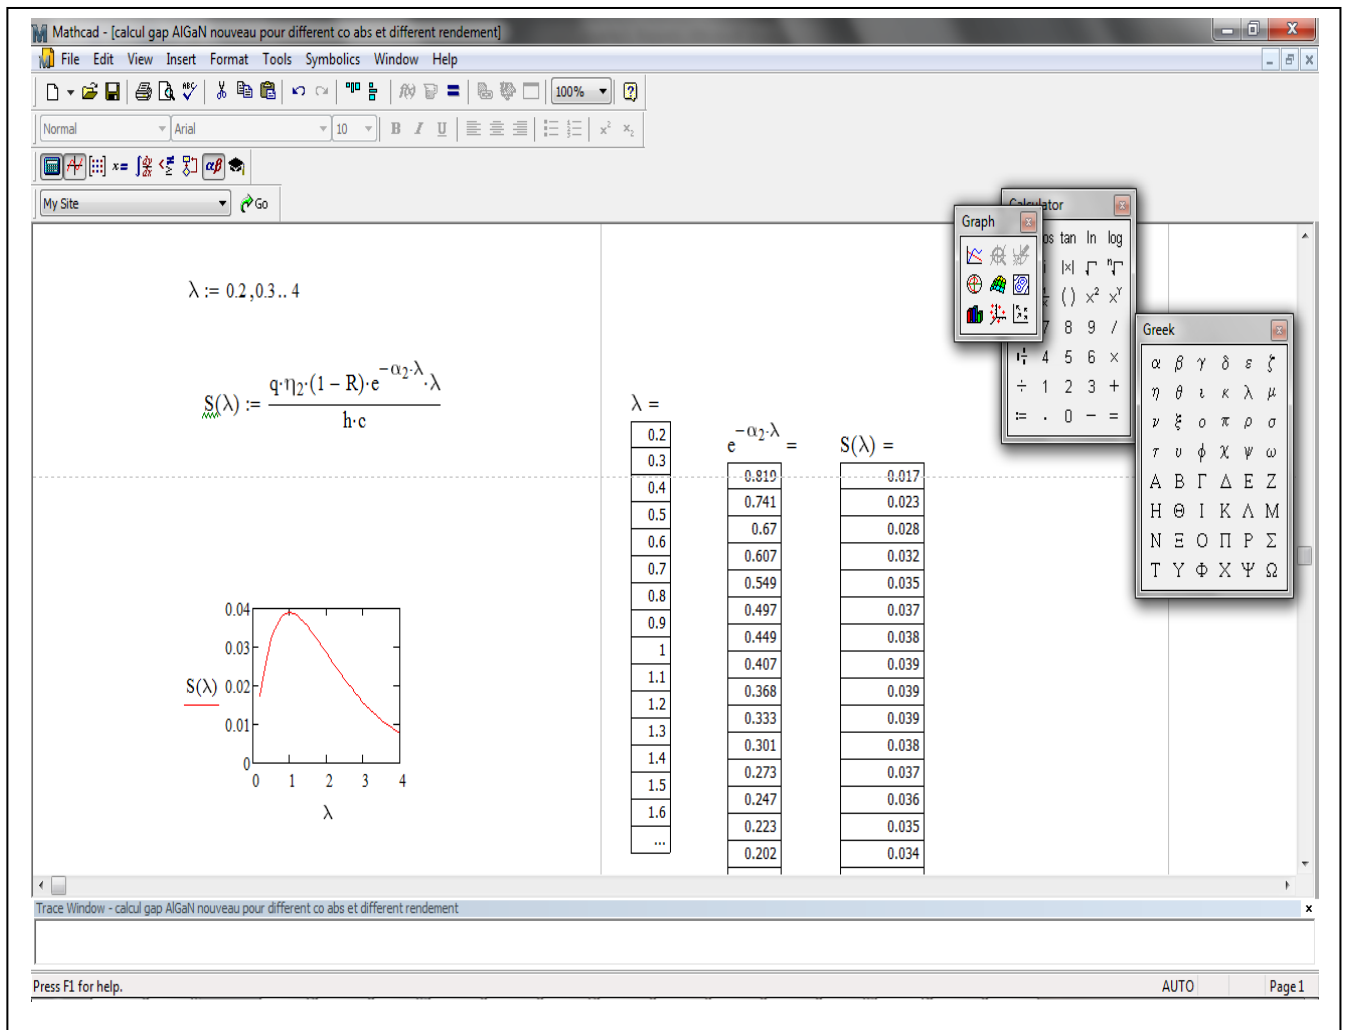 Mathcad - [calcul gap AlGaN nouveau pour different co abs et different rendement]
File Edit View Insert Format Tools Symbolics Window Help
100%
Normal Arial 10 B I U
αβ
My Site Go
λ := 0.2,0.3.. 4
S(λ) := q·η₂·(1 − R)·e^(−α₂·λ)·λ / h·c
λ =
0.2
0.3
0.4
0.5
0.6
0.7
0.8
0.9
1
1.1
1.2
1.3
1.4
1.5
1.6
...
e^(−α₂·λ) =
0.819
0.741
0.67
0.607
0.549
0.497
0.449
0.407
0.368
0.333
0.301
0.273
0.247
0.223
0.202
S(λ) =
0.017
0.023
0.028
0.032
0.035
0.037
0.038
0.039
0.039
0.039
0.038
0.037
0.036
0.035
0.034
0.04
0.03
S(λ) 0.02
0.01
0
0 1 2 3 4
λ
Graph
Calculator
tan ln log
|×| √ ⁿ√
( ) x² xʸ
7 8 9 /
4 5 6 ×
÷ 1 2 3 +
:= . 0 − =
Greek
α β γ δ ε ζ
η θ ι κ λ μ
ν ξ ο π ρ σ
τ υ ϕ χ ψ ω
Α Β Γ Δ Ε Ζ
Η Θ Ι Κ Λ Μ
Ν Ξ Ο Π Ρ Σ
Τ Υ Φ Χ Ψ Ω
Trace Window - calcul gap AlGaN nouveau pour different co abs et different rendement
Press F1 for help. AUTO Page 1